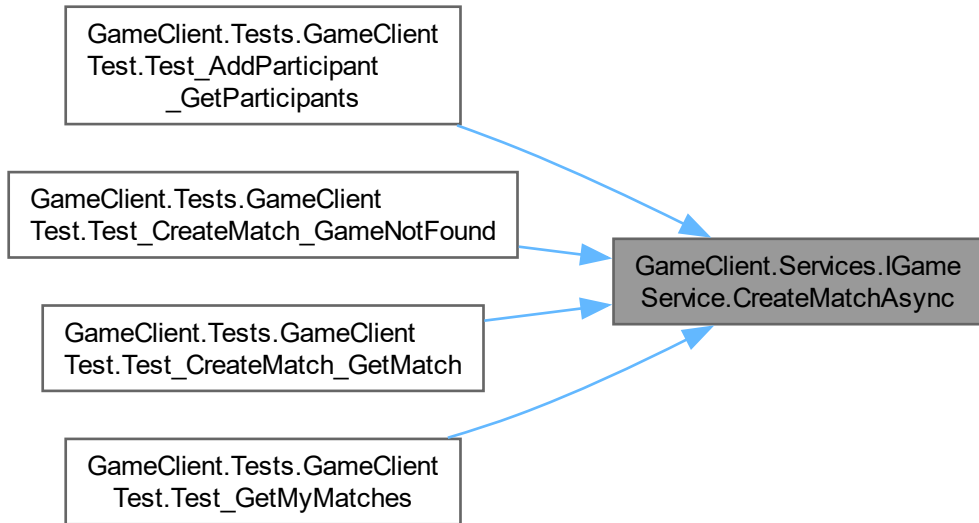 GameClient.Tests.GameClient
Test.Test_AddParticipant
_GetParticipants
GameClient.Tests.GameClient
Test.Test_CreateMatch_GameNotFound
GameClient.Services.IGame
Service.CreateMatchAsync
GameClient.Tests.GameClient
Test.Test_CreateMatch_GetMatch
GameClient.Tests.GameClient
Test.Test_GetMyMatches